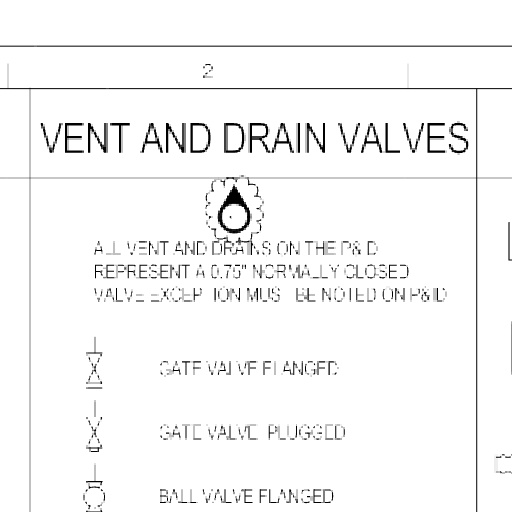 2
VENT AND DRAIN VALVES
ALL VENT AND DRAINS ON THE P&ID
REPRESENT A 0.75" NORMALLY CLOSED
VALVE EXCEPTION MUST BE NOTED ON P&ID
GATE VALVE FLANGED
GATE VALVE PLUGGED
BALL VALVE FLANGED